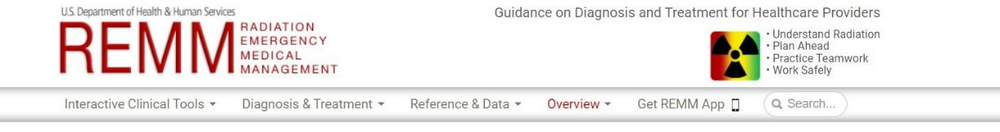 U.S. Department of Health & Human Services
REMM
RADIATION
EMERGENCY
MEDICAL
MANAGEMENT
Guidance on Diagnosis and Treatment for Healthcare Providers
• Understand Radiation
• Plan Ahead
• Practice Teamwork
• Work Safely
Interactive Clinical Tools Diagnosis & Treatment Reference & Data Overview Get REMM App Search...